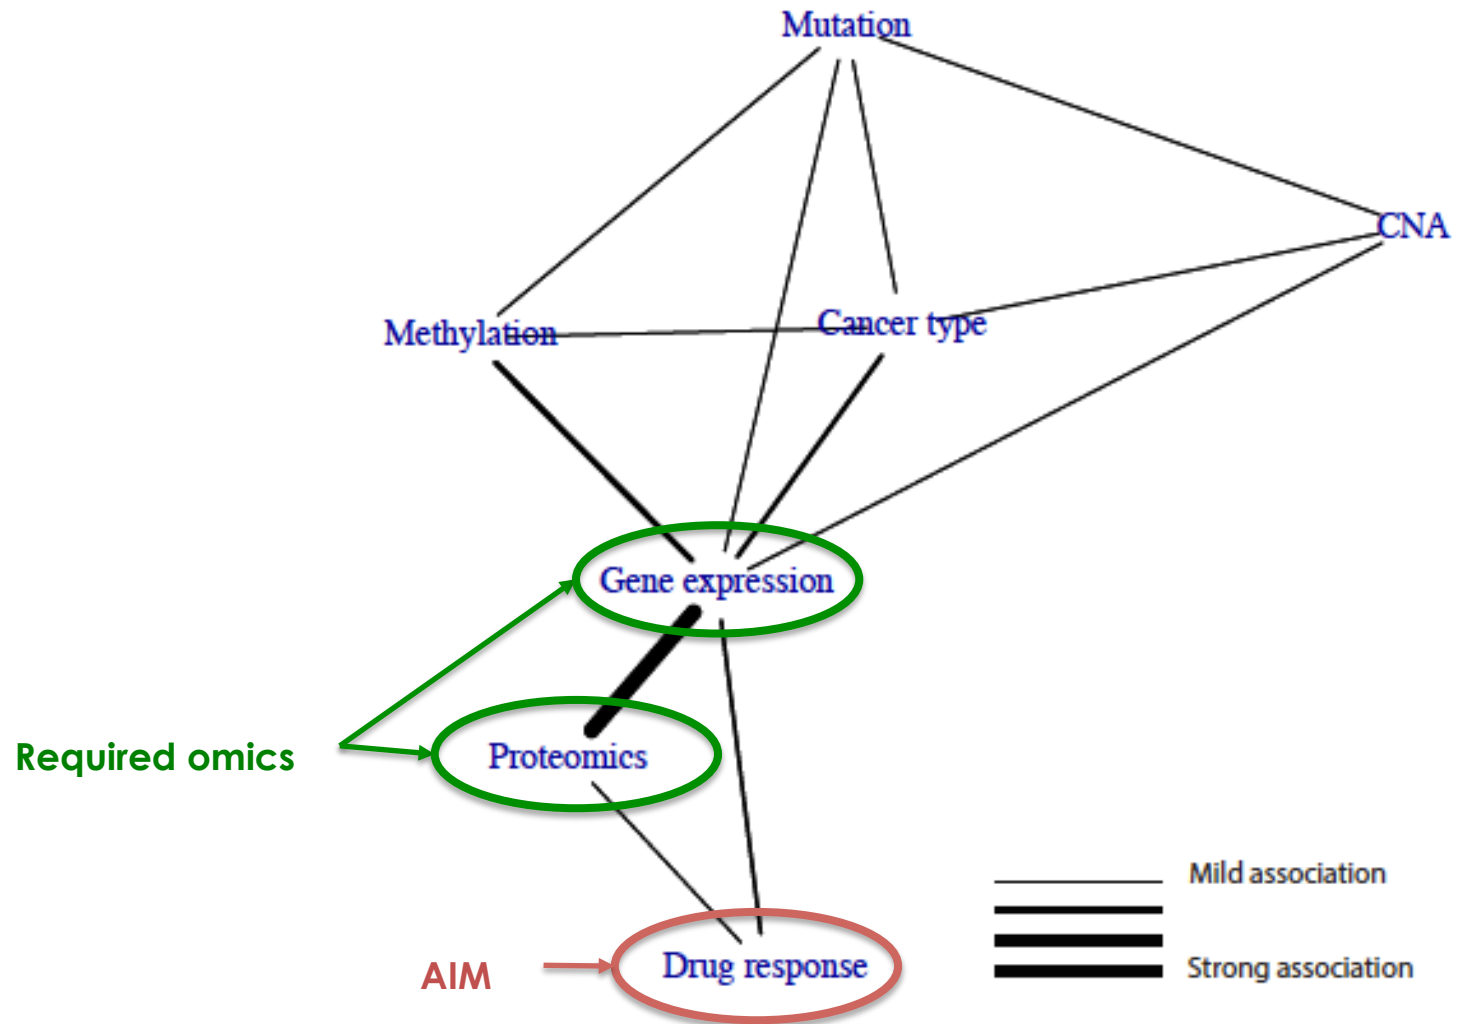 Mutation
CNA
Cancer type
Methylation
Gene expression
Required omics
Proteomics
Mild association
Strong association
AIM
Drug response